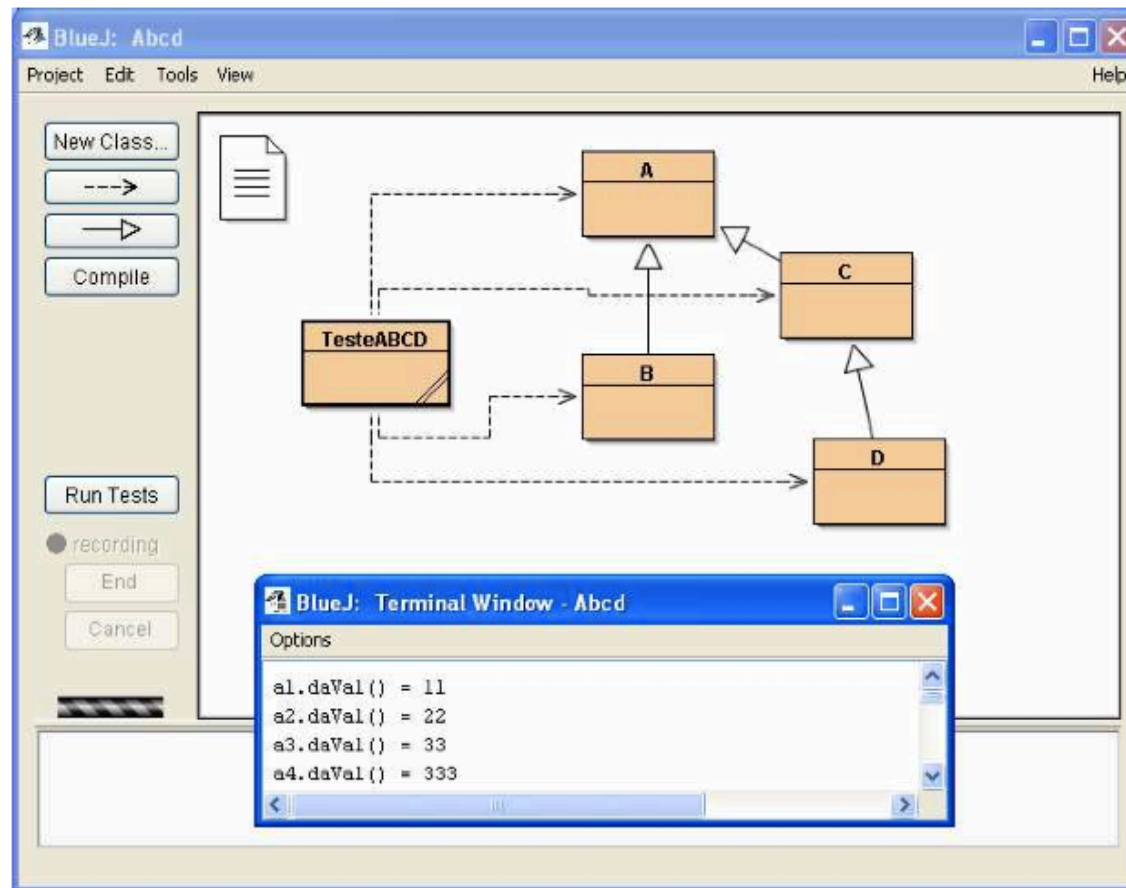 BlueJ: Abcd
Project Edit Tools View Help
New Class...
Compile
A
C
TesteABCD
B
D
Run Tests
recording
End
Cancel
BlueJ: Terminal Window - Abcd
Options
a1.daVal() = 11
a2.daVal() = 22
a3.daVal() = 33
a4.daVal() = 333